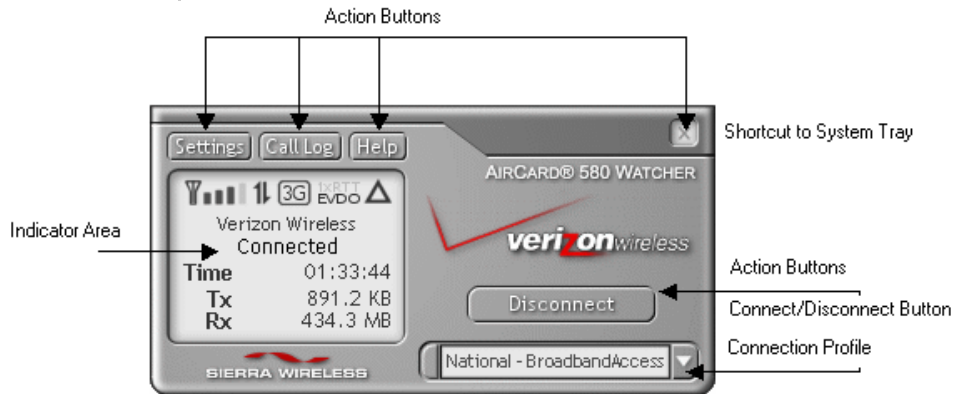 Action Buttons
Settings Call Log Help X
Shortcut to System Tray
AIRCARD® 580 WATCHER
3G 1xRTT
EVDO
Indicator Area
Verizon Wireless
Connected
verizonwireless
Time 01:33:44
Tx 891.2 KB
Rx 434.3 MB
Action Buttons
Disconnect
Connect/Disconnect Button
Connection Profile
National - BroadbandAccess
SIERRA WIRELESS